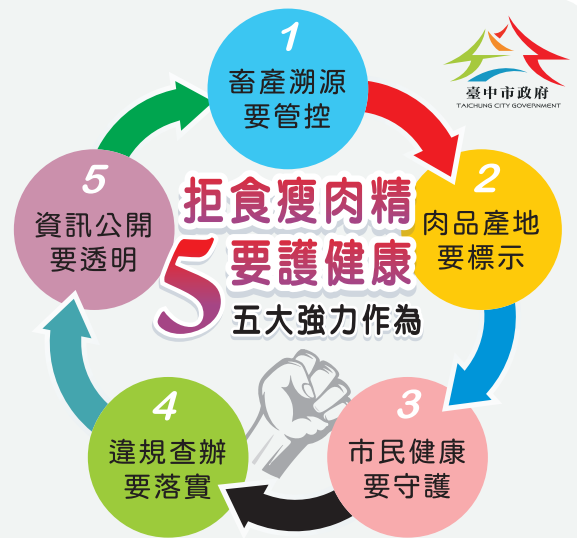 臺中市政府
TAICHUNG CITY GOVERNMENT
拒食瘦肉精
5要護健康
五大強力作為
1
畜產溯源
要管控
2
肉品產地
要標示
3
市民健康
要守護
4
違規查辦
要落實
5
資訊公開
要透明